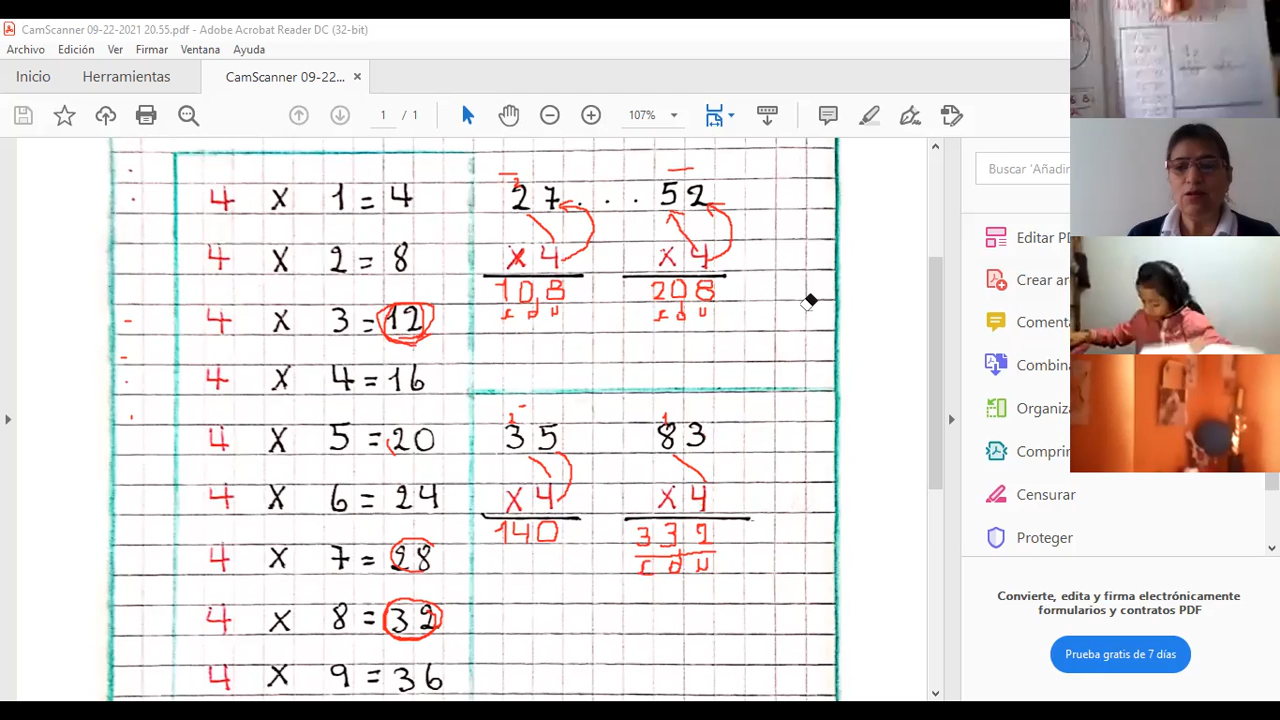 CamScanner 09-22-2021 20.55.pdf - Adobe Acrobat Reader DC (32-bit)
Archivo Edición Ver Firmar Ventana Ayuda
Inicio Herramientas CamScanner 09-22... ×
1 / 1 107%
Buscar 'Añadir
Editar PD
Crear ar
Comenta
Combina
Organiza
Comprim
Censurar
Proteger
Convierte, edita y firma electrónicamente
formularios y contratos PDF
Prueba gratis de 7 días
4 X 1 = 4
4 X 2 = 8
4 X 3 = 12
4 X 4 = 16
4 X 5 = 20
4 X 6 = 24
4 X 7 = 28
4 X 8 = 32
4 X 9 = 36
2
27 . . . 52
X 4 X 4
108 208
c d u c d u
1
35 83
X 4 X 4
140 332
c d u